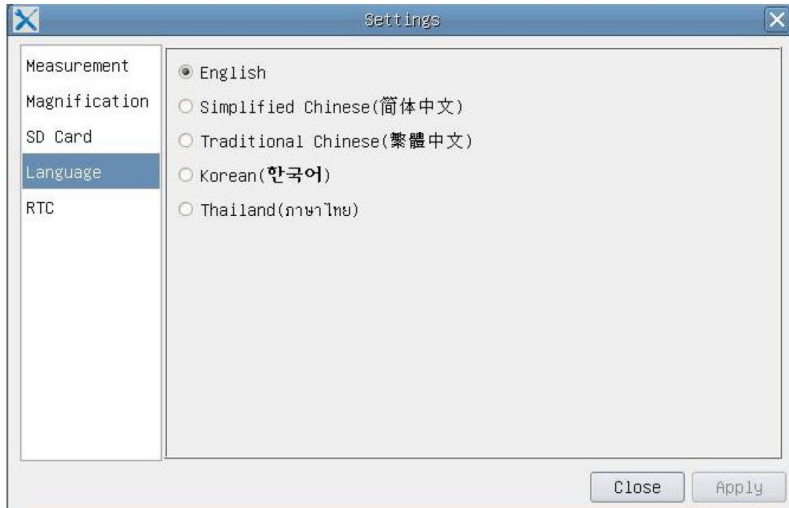 Settings
Measurement
Magnification
SD Card
Language
RTC
English
Simplified Chinese(简体中文)
Traditional Chinese(繁體中文)
Korean(한국어)
Thailand(ภาษาไทย)
Close
Apply